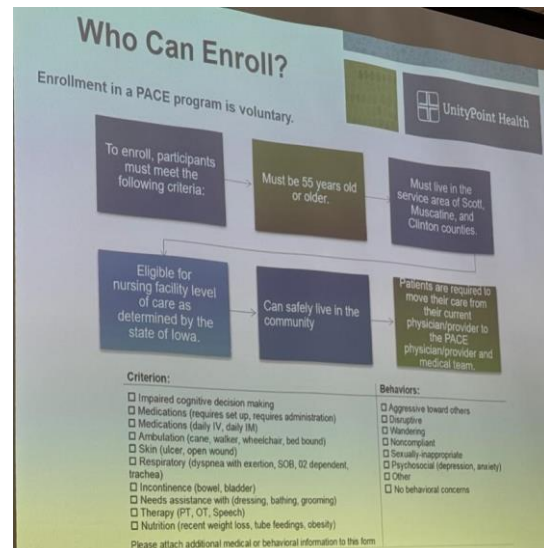 Who Can Enroll?
Enrollment in a PACE program is voluntary.
UnityPoint Health
To enroll, participants
must meet the
following criteria:
Must be 55 years old
or older.
Must live in the
service area of Scott,
Muscatine, and
Clinton counties.
Eligible for
nursing facility level
of care as
determined by the
state of Iowa.
Can safely live in the
community
Patients are required to
move their care from
their current
physician/provider to
the PACE
physician/provider and
medical team.
Criterion:
☐ Impaired cognitive decision making
☐ Medications (requires set up, requires administration)
☐ Medications (daily IV, daily IM)
☐ Ambulation (cane, walker, wheelchair, bed bound)
☐ Skin (ulcer, open wound)
☐ Respiratory (dyspnea with exertion, SOB, 02 dependent,
trachea)
☐ Incontinence (bowel, bladder)
☐ Needs assistance with (dressing, bathing, grooming)
☐ Therapy (PT, OT, Speech)
☐ Nutrition (recent weight loss, tube feedings, obesity)
Please attach additional medical or behavioral information to this form
Behaviors:
☐ Aggressive toward others
☐ Disruptive
☐ Wandering
☐ Noncompliant
☐ Sexually-inappropriate
☐ Psychosocial (depression, anxiety)
☐ Other
☐ No behavioral concerns